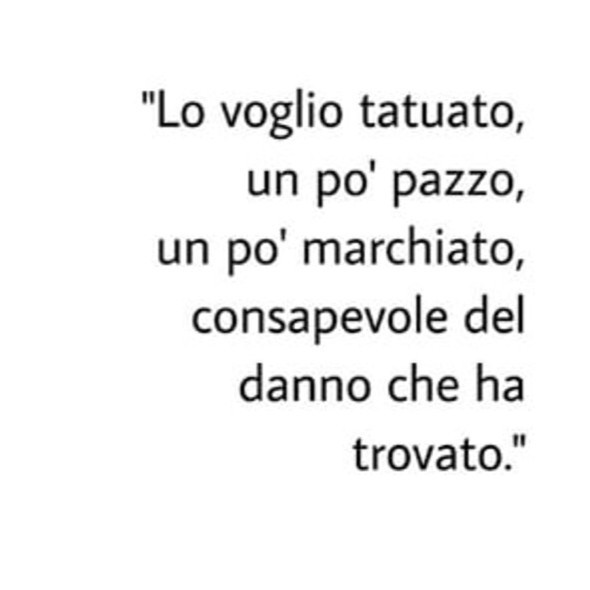 "Lo voglio tatuato,
un po' pazzo,
un po' marchiato,
consapevole del
danno che ha
trovato."